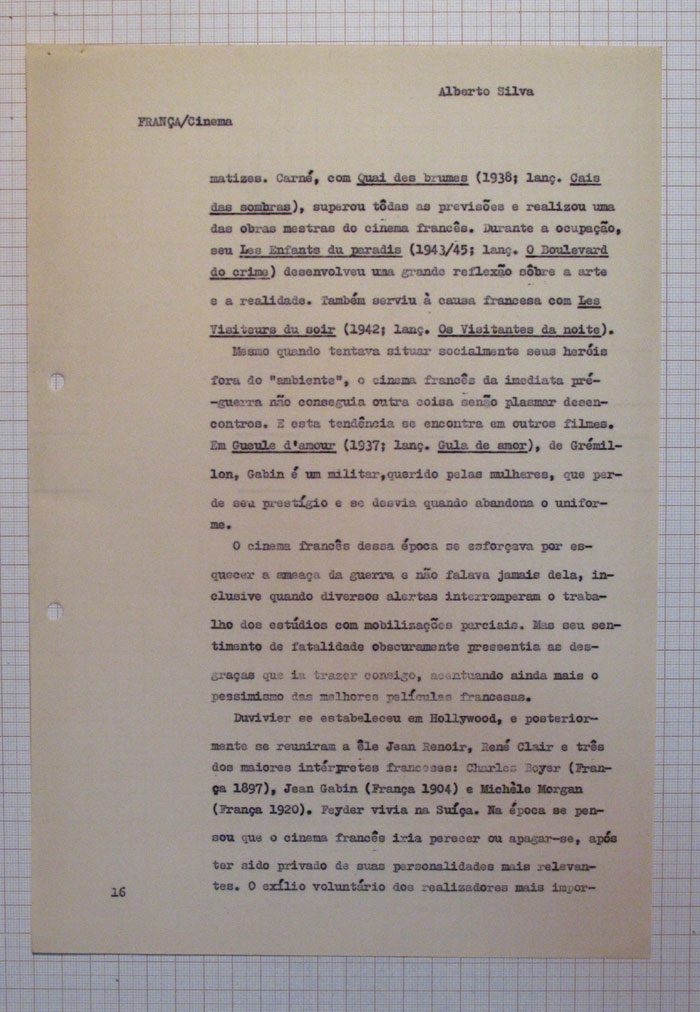 Alberto Silva
FRANÇA/Cinema
matizes. Carné, com Quai des brumes (1938; lanç. Cais
das sombras), superou tôdas as previsões e realizou uma
das obras mestras do cinema francês. Durante a ocupação,
seu Les Enfants du paradis (1943/45; lanç. O Boulevard
do crime) desenvolveu uma grande reflexão sôbre a arte
e a realidade. Também serviu à causa francesa com Les
Visiteurs du soir (1942; lanç. Os Visitantes da noite).
Mesmo quando tentava situar socialmente seus heróis
fora do "ambiente", o cinema francês da imediata pré-
-guerra não conseguia outra coisa senão plasmar desen-
contros. E esta tendência se encontra em outros filmes.
Em Gueule d'amour (1937; lanç. Gula de amor), de Grémil-
lon, Gabin é um militar,querido pelas mulheres, que per-
de seu prestígio e se desvia quando abandona o unifor-
me.
O cinema francês dessa época se esforçava por es-
quecer a ameaça da guerra e não falava jamais dela, in-
clusive quando diversos alertas interromperam o traba-
lho dos estúdios com mobilizações parciais. Mas seu sen-
timento de fatalidade obscuramente pressentia as des-
graças que ia trazer consigo, acentuando ainda mais o
pessimismo das melhores películas francesas.
Duvivier se estabeleceu em Hollywood, e posterior-
mente se reuniram a êle Jean Renoir, René Clair e três
dos maiores intérpretes franceses: Charles Boyer (Fran-
ça 1897), Jean Gabin (França 1904) e Michèle Morgan
(França 1920). Feyder vivia na Suíça. Na época se pen-
sou que o cinema francês iria perecer ou apagar-se, após
ter sido privado de suas personalidades mais relevan-
tes. O exílio voluntário dos realizadores mais impor-
16